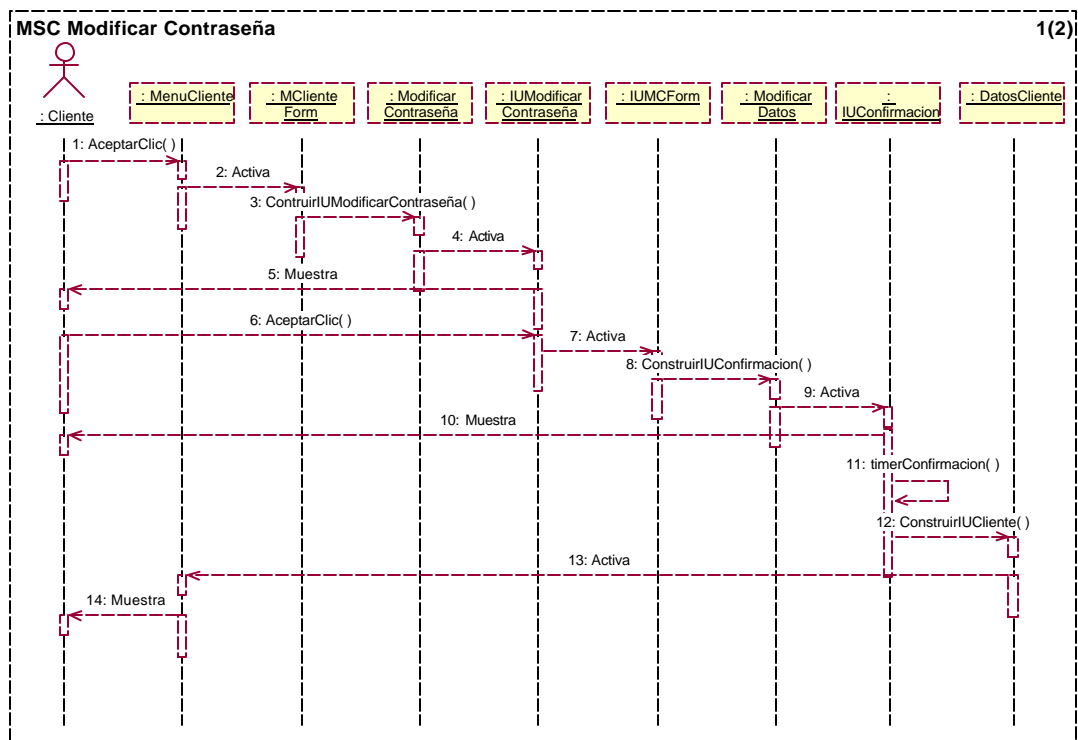 MSC Modificar Contraseña 1(2)
: Cliente
: MenuCliente
: MCliente
Form
: Modificar
Contraseña
: IUModificar
Contraseña
: IUMCForm
: Modificar
Datos
:
IUConfirmacion
: DatosCliente
1: AceptarClic( )
2: Activa
3: ContruirIUModificarContraseña( )
4: Activa
5: Muestra
6: AceptarClic( )
7: Activa
8: ConstruirIUConfirmacion( )
9: Activa
10: Muestra
11: timerConfirmacion( )
12: ConstruirIUCliente( )
13: Activa
14: Muestra